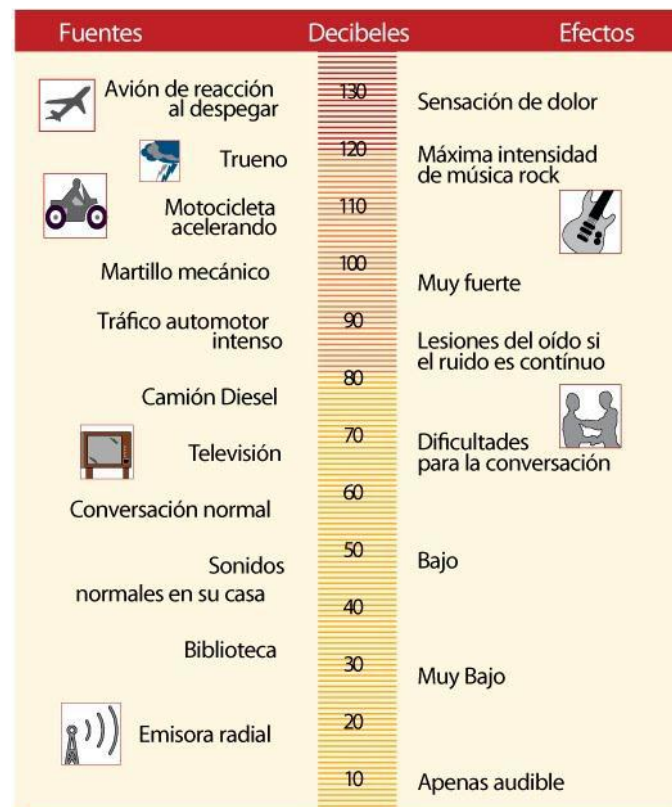 Fuentes Decibeles Efectos
Avión de reacción
al despegar
130
Sensación de dolor
Trueno
120
Máxima intensidad
de música rock
Motocicleta
acelerando
110
Martillo mecánico
100
Muy fuerte
Tráfico automotor
intenso
90
Lesiones del oído si
el ruido es contínuo
80
Camión Diesel
70
Dificultades
para la conversación
Televisión
60
Conversación normal
50
Bajo
Sonidos
normales en su casa
40
Biblioteca
30
Muy Bajo
20
Emisora radial
10
Apenas audible